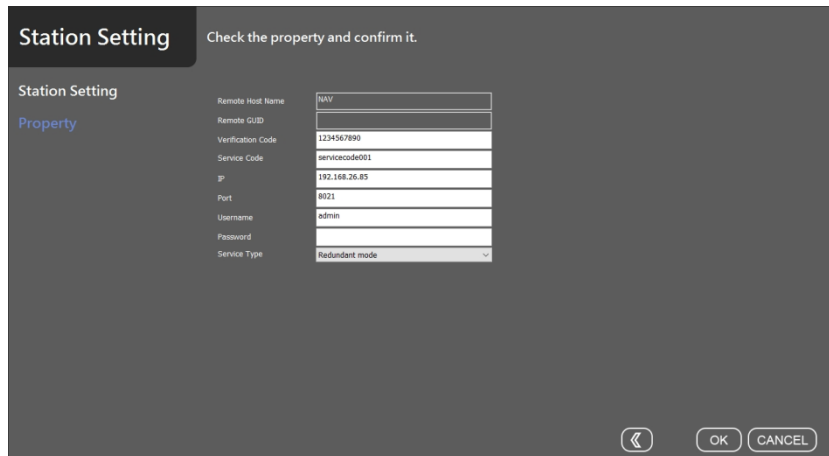 Station Setting
Check the property and confirm it.
Station Setting
Property
Remote Host Name NAV
Remote GUID
Verification Code 1234567890
Service Code servicecode001
IP 192.168.26.85
Port 8021
Username admin
Password
Service Type Redundant mode
OK CANCEL